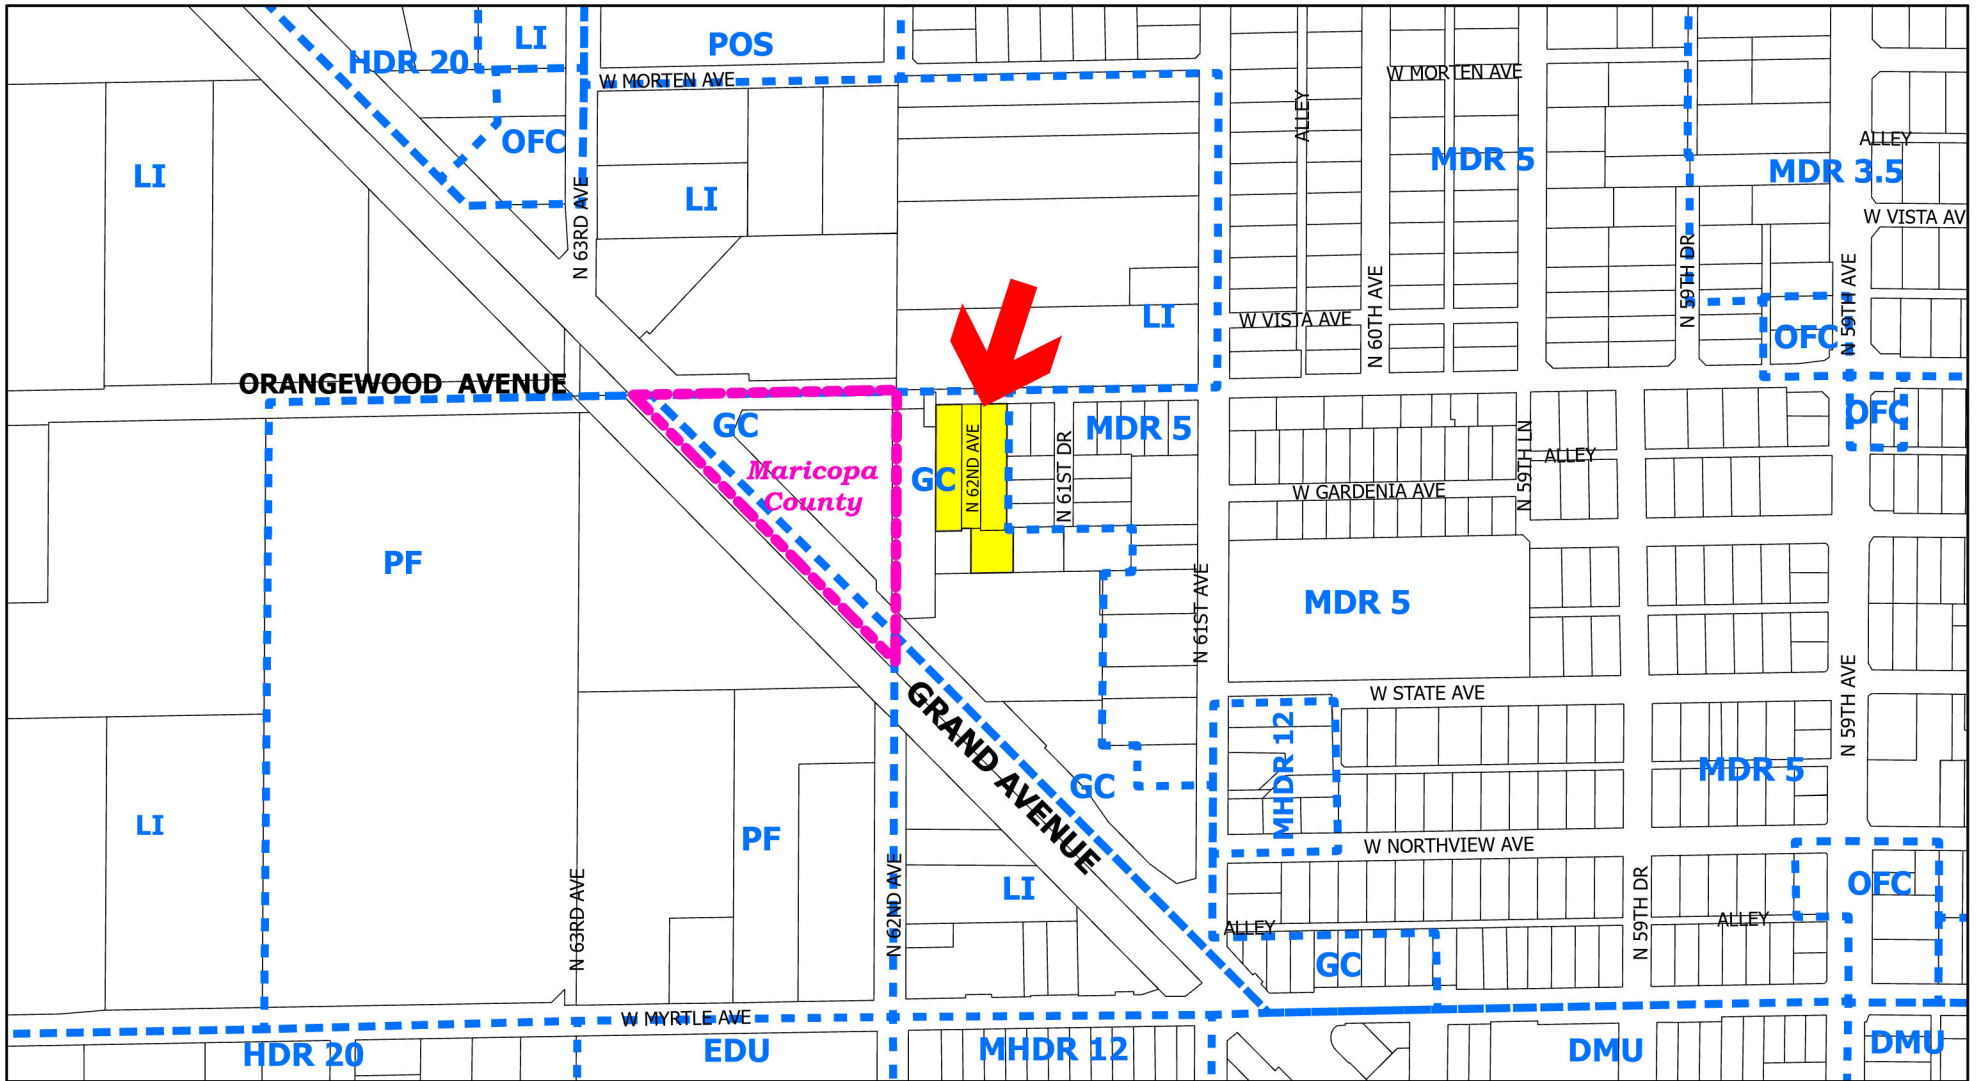 LI
POS
HDR 20
W MORTEN AVE
W MORTEN AVE
ALLEY
OFC
ALLEY
MDR 5
MDR 3.5
LI
LI
W VISTA AV
N 63RD AVE
N 59TH DR
N 59TH AVE
N 60TH AVE
LI
W VISTA AVE
OFC
ORANGEWOOD AVENUE
GC
MDR 5
OFC
N 62ND AVE
N 61ST DR
N 59TH LN
ALLEY
Maricopa
County
GC
W GARDENIA AVE
PF
MDR 5
N 61ST AVE
W STATE AVE
N 59TH AVE
GRAND AVENUE
MHDR 12
MDR 5
GC
LI
PF
W NORTHVIEW AVE
LI
OFC
N 63RD AVE
N 62ND AVE
N 59TH DR
ALLEY
ALLEY
GC
W MYRTLE AVE
HDR 20
EDU
MHDR 12
DMU
DMU